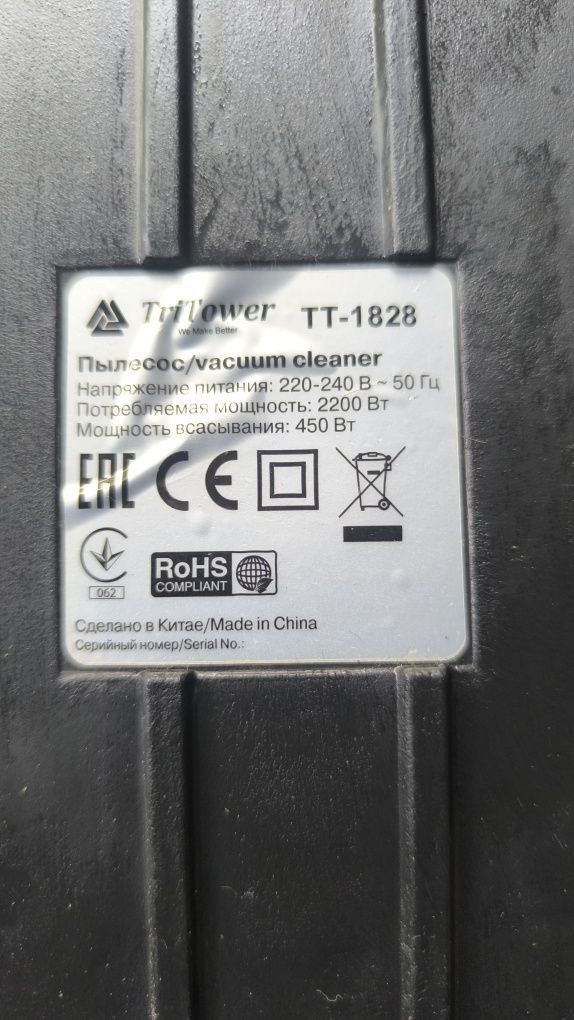 TriTower
We Make Better
TT-1828
Пылесос/vacuum cleaner
Напряжение питания: 220-240 В ~ 50 Гц
Потребляемая мощность: 2200 Вт
Мощность всасывания: 450 Вт
EAC CE
062
RoHS
COMPLIANT
Сделано в Китае/Made in China
Серийный номер/Serial No.: